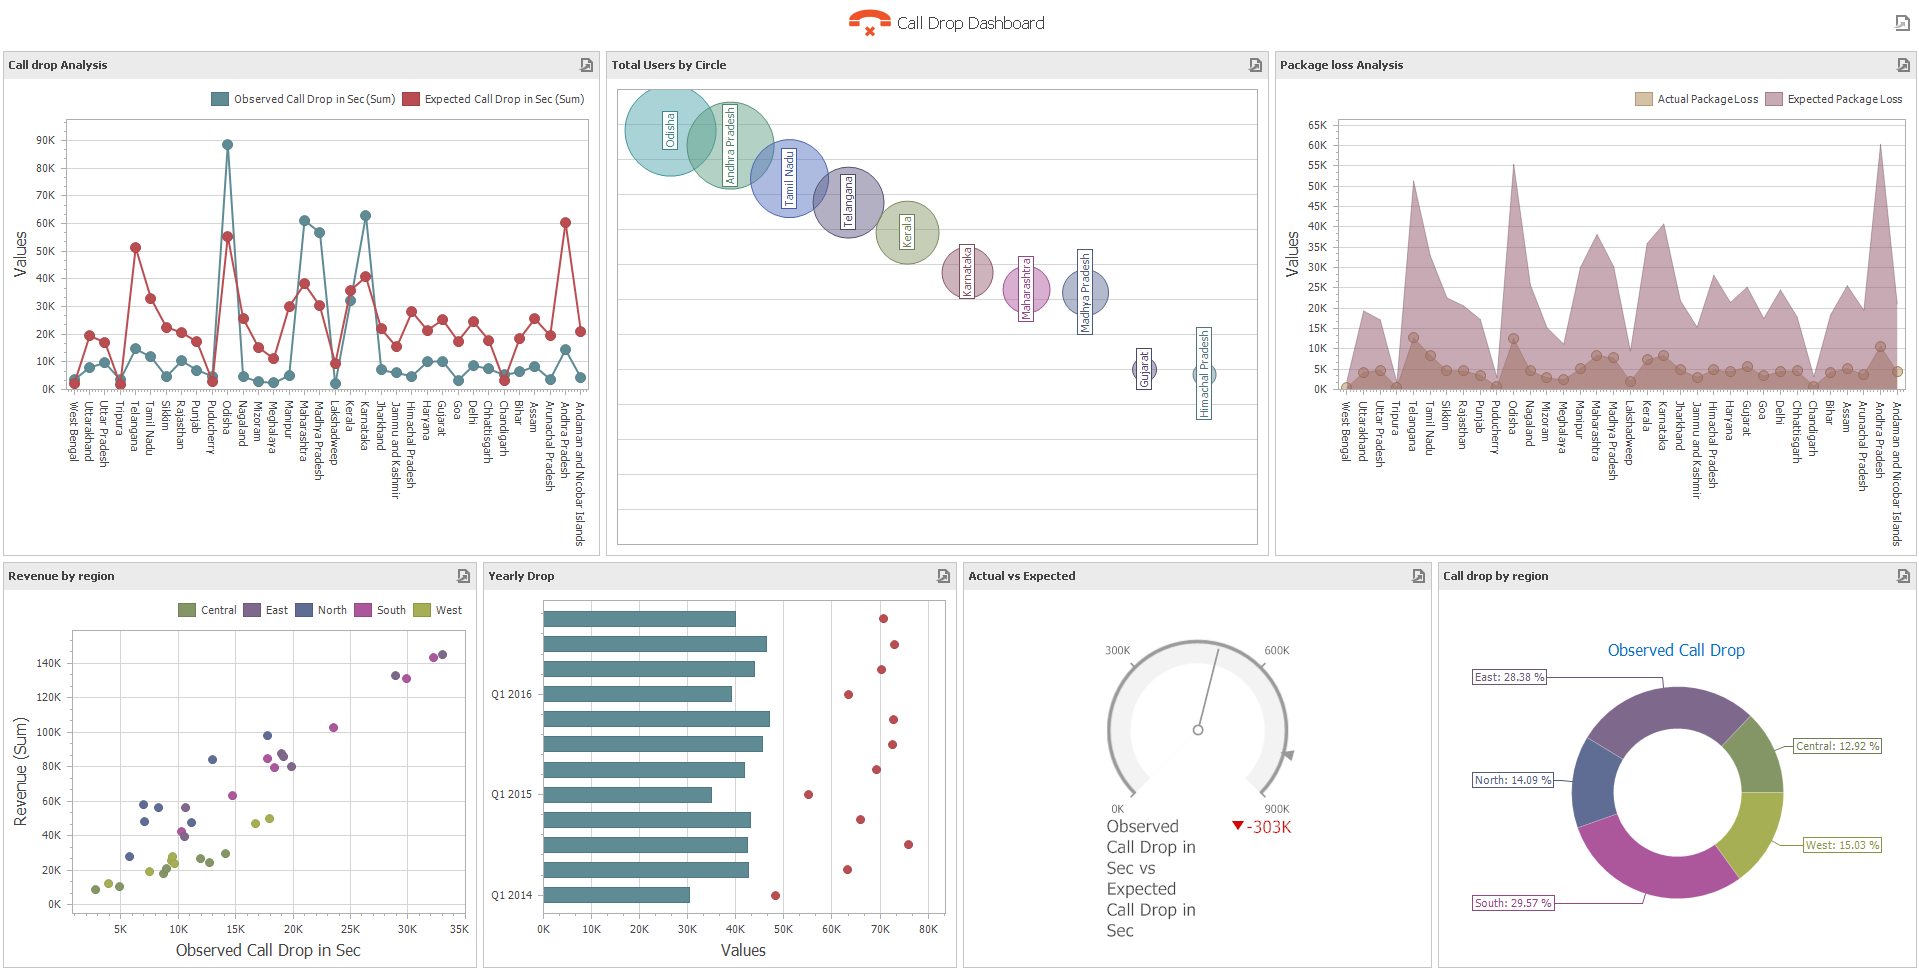 Call Drop Dashboard
Call drop Analysis
Observed Call Drop in Sec (Sum)
Expected Call Drop in Sec (Sum)
Values
90K
80K
70K
60K
50K
40K
30K
20K
10K
0K
West Bengal
Uttarakhand
Uttar Pradesh
Tripura
Telangana
Tamil Nadu
Sikkim
Rajasthan
Punjab
Puducherry
Odisha
Nagaland
Mizoram
Meghalaya
Manipur
Maharashtra
Madhya Pradesh
Lakshadweep
Kerala
Karnataka
Jharkhand
Jammu and Kashmir
Himachal Pradesh
Haryana
Gujarat
Goa
Delhi
Chhattisgarh
Chandigarh
Bihar
Assam
Arunachal Pradesh
Andhra Pradesh
Andaman and Nicobar Islands
Total Users by Circle
Odisha
Andhra Pradesh
Tamil Nadu
Telangana
Kerala
Karnataka
Maharashtra
Madhya Pradesh
Gujarat
Himachal Pradesh
Package loss Analysis
Actual Package Loss
Expected Package Loss
Values
65K
60K
55K
50K
45K
40K
35K
30K
25K
20K
15K
10K
5K
0K
West Bengal
Uttarakhand
Uttar Pradesh
Tripura
Telangana
Tamil Nadu
Sikkim
Rajasthan
Punjab
Puducherry
Odisha
Nagaland
Mizoram
Meghalaya
Manipur
Maharashtra
Madhya Pradesh
Lakshadweep
Kerala
Karnataka
Jharkhand
Jammu and Kashmir
Himachal Pradesh
Haryana
Gujarat
Goa
Delhi
Chhattisgarh
Chandigarh
Bihar
Assam
Arunachal Pradesh
Andhra Pradesh
Andaman and Nicobar Islands
Revenue by region
Central
East
North
South
West
Revenue (Sum)
140K
120K
100K
80K
60K
40K
20K
0K
5K
10K
15K
20K
25K
30K
35K
Observed Call Drop in Sec
Yearly Drop
Q1 2016
Q1 2015
Q1 2014
0K
10K
20K
30K
40K
50K
60K
70K
80K
Values
Actual vs Expected
300K
600K
0K
900K
Observed
Call Drop in
Sec vs
Expected
Call Drop in
Sec
-303K
Call drop by region
Observed Call Drop
East: 28.38 %
Central: 12.92 %
North: 14.09 %
West: 15.03 %
South: 29.57 %